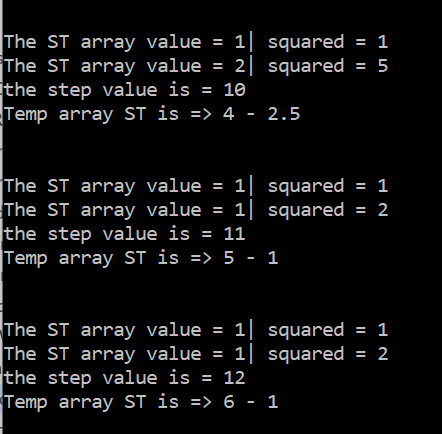 The ST array value = 1| squared = 1
The ST array value = 2| squared = 5
the step value is = 10
Temp array ST is => 4 - 2.5
The ST array value = 1| squared = 1
The ST array value = 1| squared = 2
the step value is = 11
Temp array ST is => 5 - 1
The ST array value = 1| squared = 1
The ST array value = 1| squared = 2
the step value is = 12
Temp array ST is => 6 - 1